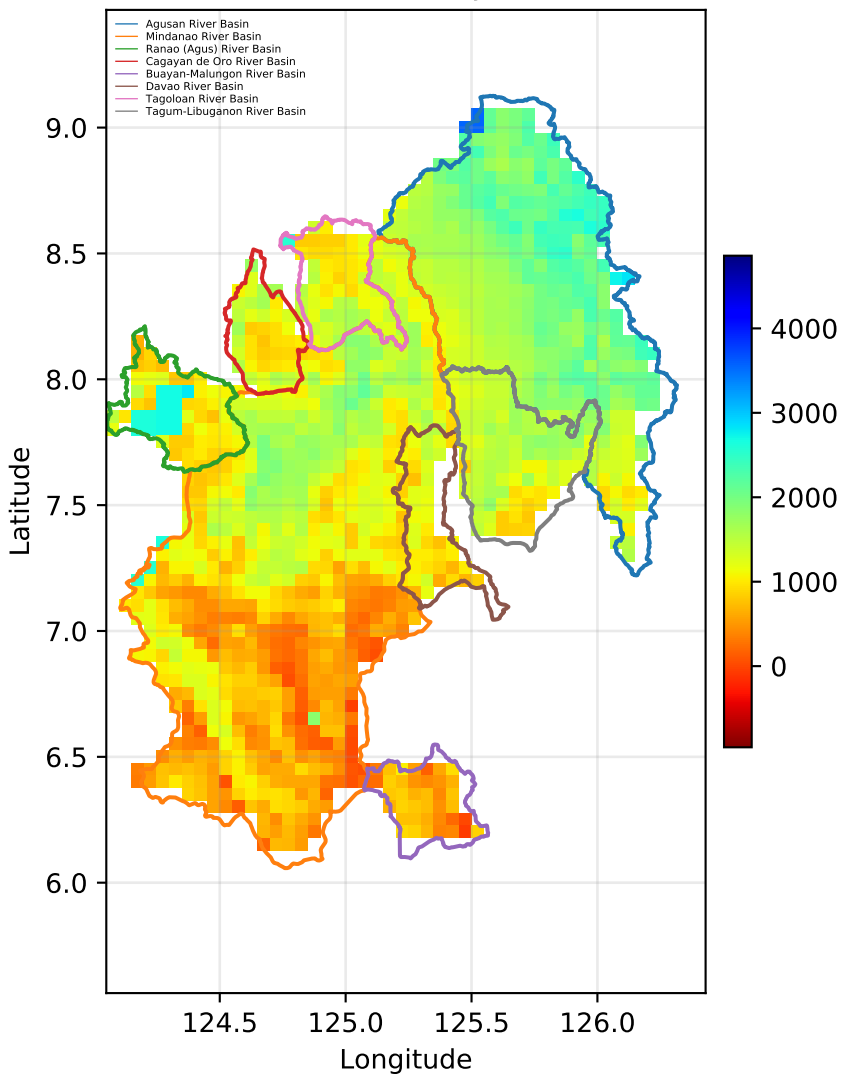 Agusan River Basin
Mindanao River Basin
Ranao (Agus) River Basin
Cagayan de Oro River Basin
Buayan-Malungon River Basin
Davao River Basin
Tagoloan River Basin
Tagum-Libuganon River Basin
9.0
8.5
8.0
7.5
7.0
6.5
6.0
Latitude
124.5 125.0 125.5 126.0
Longitude
4000
3000
2000
1000
0